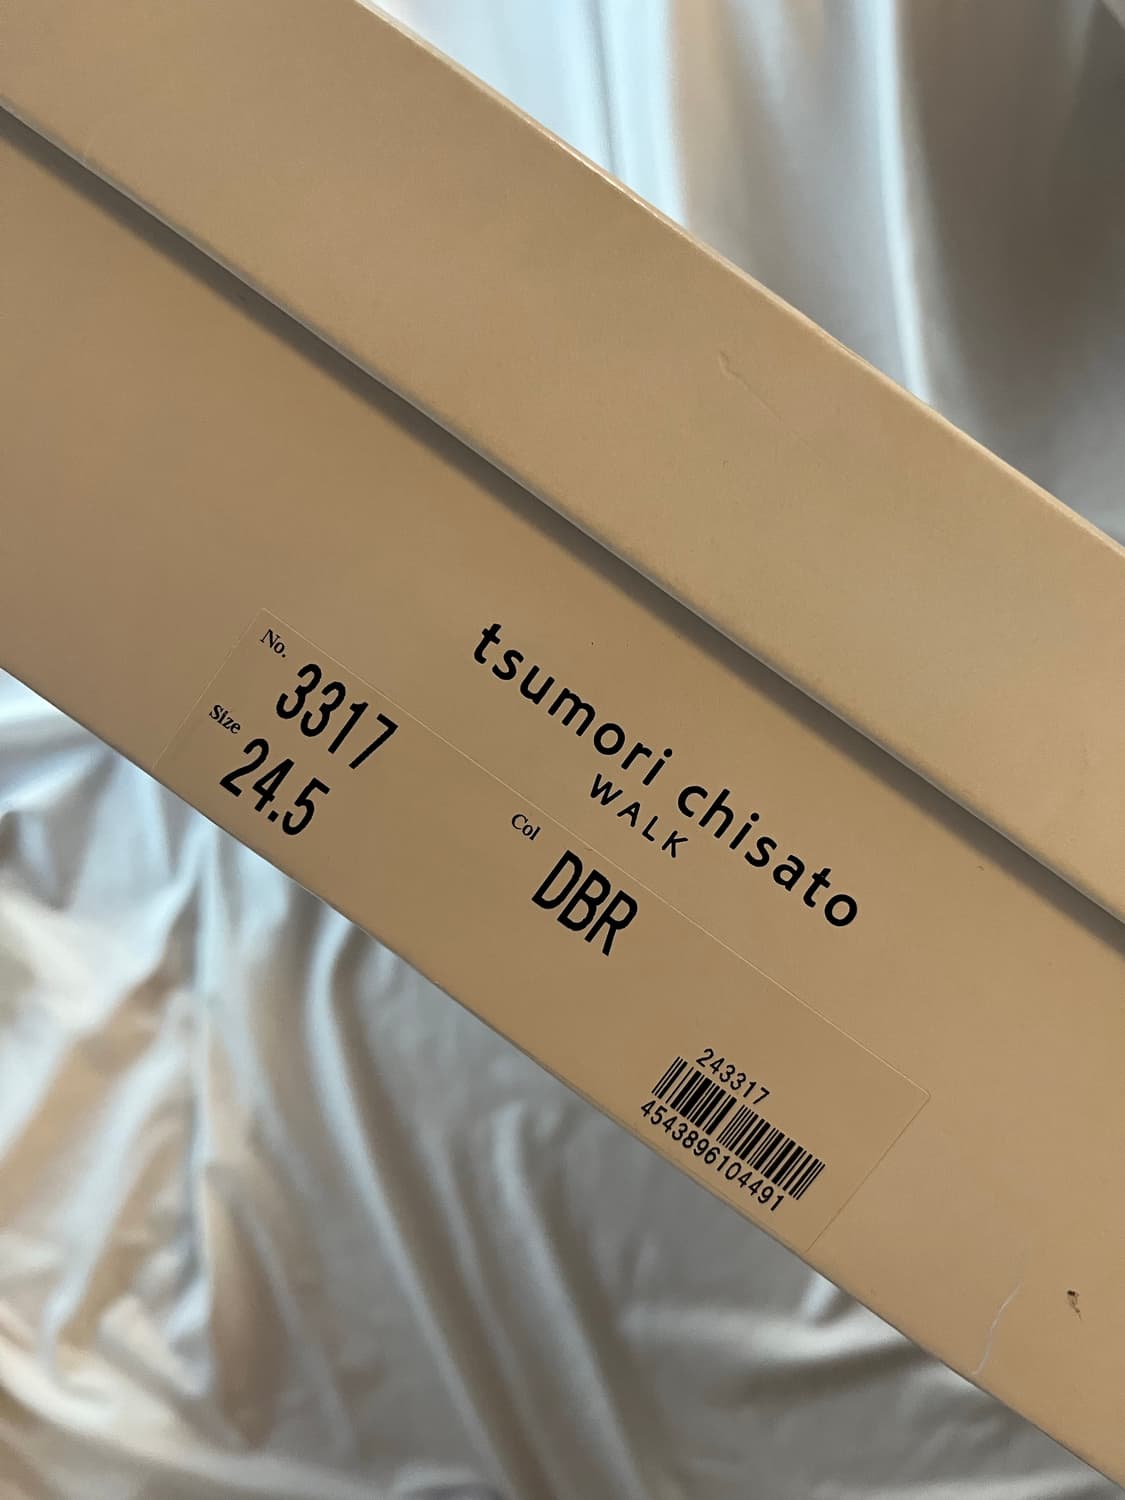 tsumori chisato
WALK
No.
3317
Size
24.5
Col
DBR
243317
4543896104491